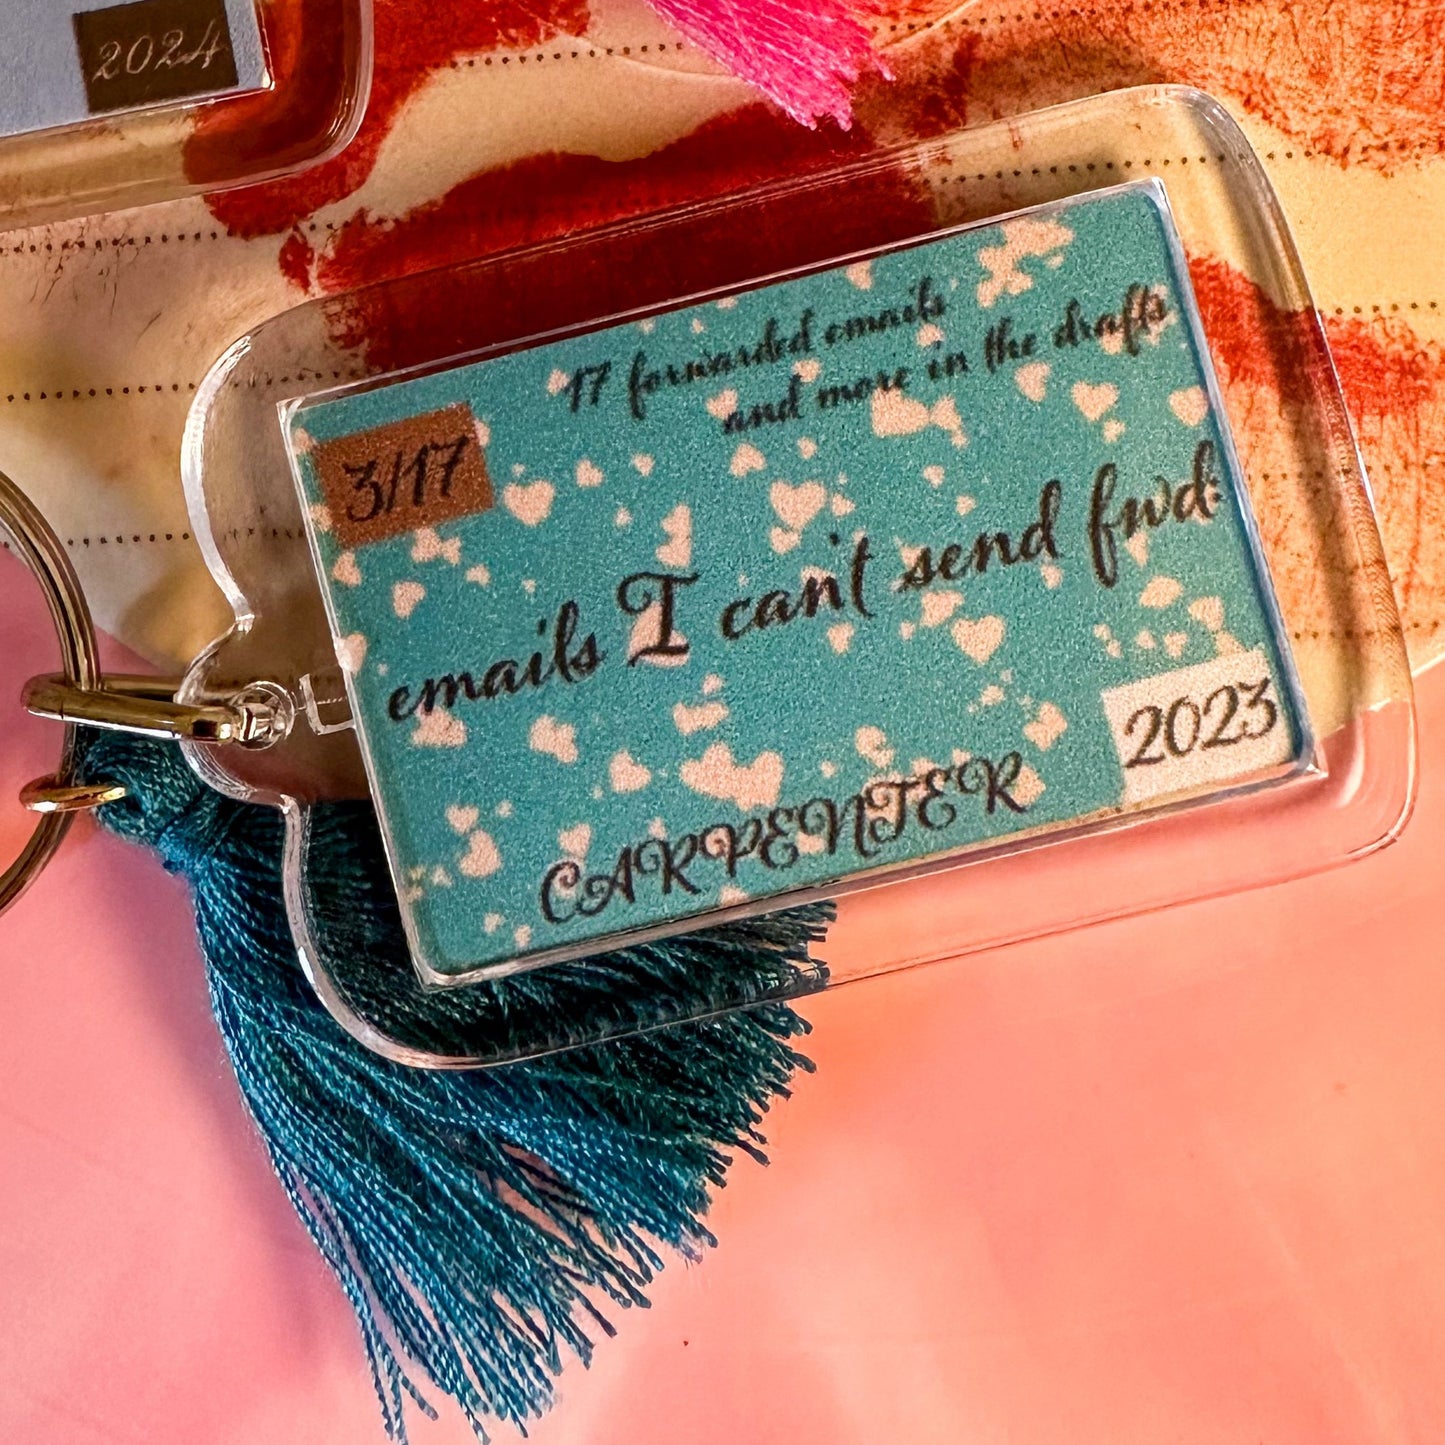 2024
17 forwarded emails
and more in the drafts
3/17
emails I can't send fwd:
2023
CARPENTER